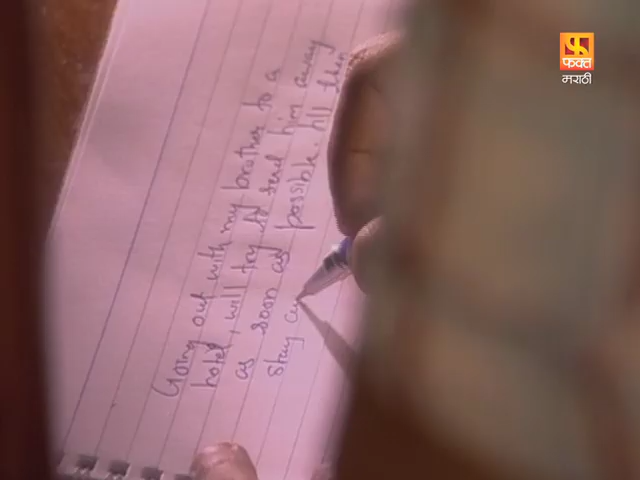 Going out with my brother to a
hotel, will try to send him away
as soon as possible. till then
stay
फक्त
मराठी